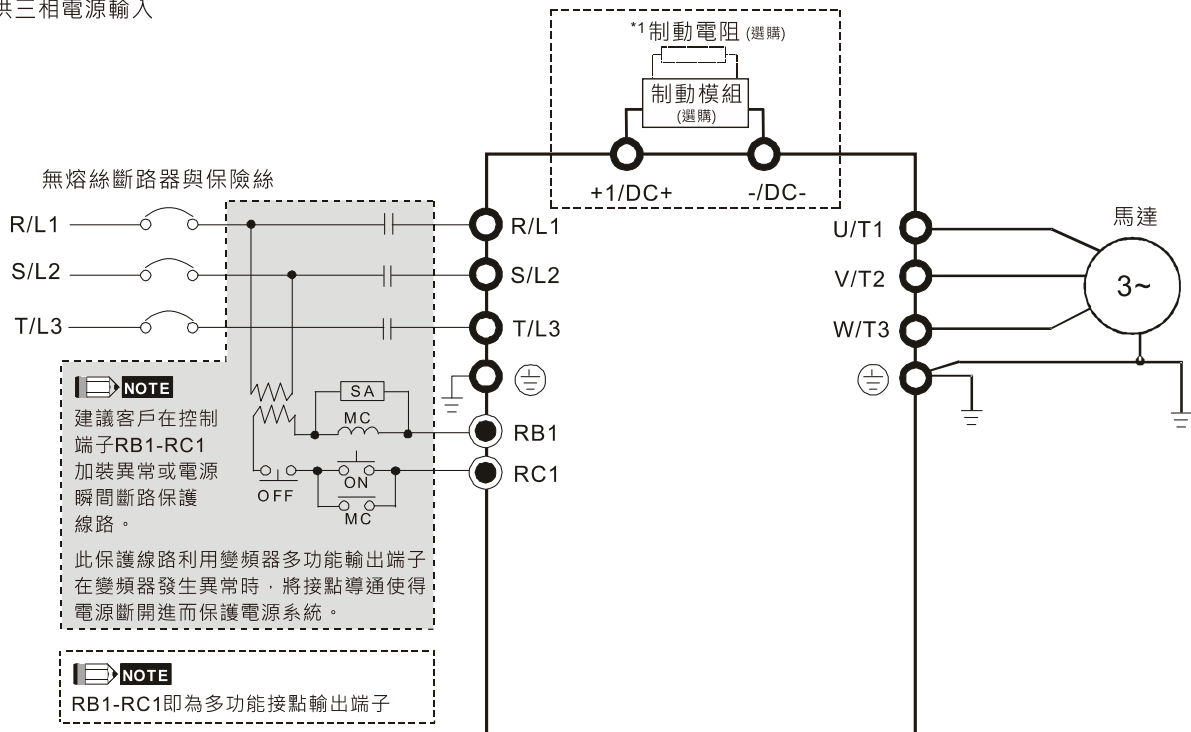 供三相電源輸入
*1制動電阻 (選購)
制動模組
(選購)
+1/DC+
-/DC-
無熔絲斷路器與保險絲
R/L1
R/L1
U/T1
馬達
S/L2
S/L2
V/T2
3~
T/L3
T/L3
W/T3
NOTE
建議客戶在控制
端子RB1-RC1
加裝異常或電源
瞬間斷路保護
線路。
此保護線路利用變頻器多功能輸出端子
在變頻器發生異常時，將接點導通使得
電源斷開進而保護電源系統。
SA
MC
RB1
OFF
ON
MC
RC1
NOTE
RB1-RC1即為多功能接點輸出端子